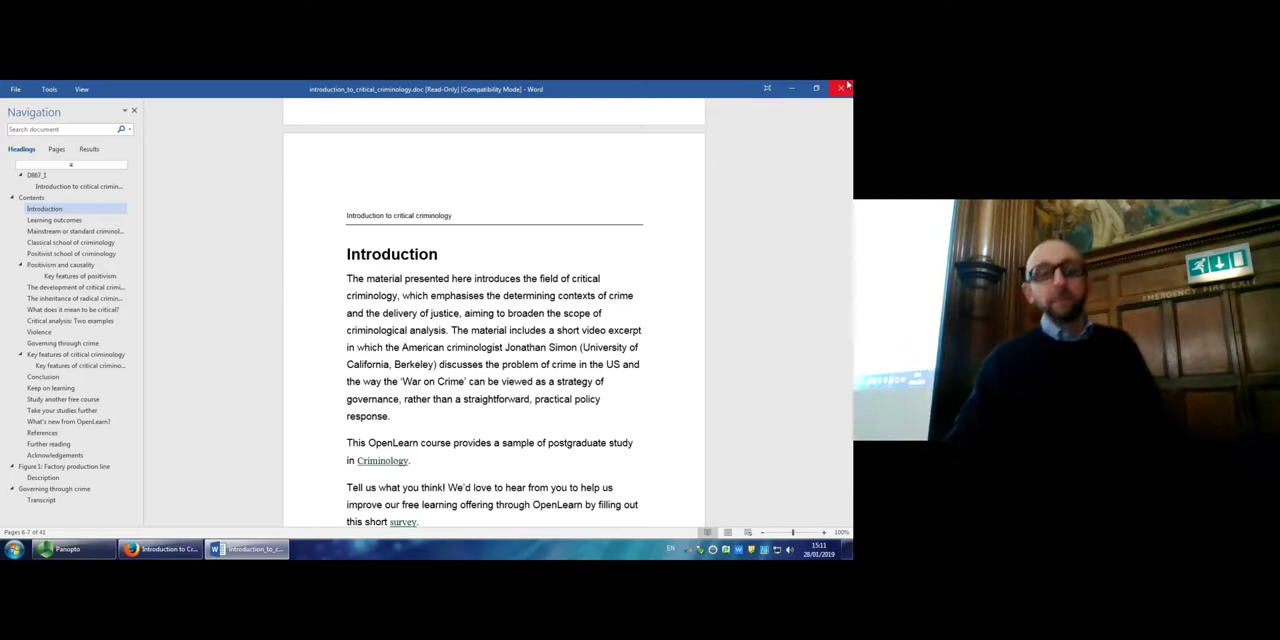 File Tools View
introduction_to_critical_criminology.doc [Read-Only] [Compatibility Mode] - Word
Navigation
Search document
Headings Pages Results
D867_1
Introduction to critical crimin...
Contents
Introduction
Learning outcomes
Mainstream or standard criminol...
Classical school of criminology
Positivist school of criminology
Positivism and causality
Key features of positivism
The development of critical crimi...
The inheritance of radical crimin...
What does it mean to be critical?
Critical analysis: Two examples
Violence
Governing through crime
Key features of critical criminology
Key features of critical crimino...
Conclusion
Keep on learning
Study another free course
Take your studies further
What's new from OpenLearn?
References
Further reading
Acknowledgements
Figure 1: Factory production line
Description
Governing through crime
Transcript
Introduction to critical criminology
Introduction
The material presented here introduces the field of critical
criminology, which emphasises the determining contexts of crime
and the delivery of justice, aiming to broaden the scope of
criminological analysis. The material includes a short video excerpt
in which the American criminologist Jonathan Simon (University of
California, Berkeley) discusses the problem of crime in the US and
the way the ‘War on Crime’ can be viewed as a strategy of
governance, rather than a straightforward, practical policy
response.
This OpenLearn course provides a sample of postgraduate study
in Criminology.
Tell us what you think! We’d love to hear from you to help us
improve our free learning offering through OpenLearn by filling out
this short survey.
EMERGENCY FIRE EXIT
Pages 6-7 of 41
100%
Panopto
Introduction to Cr...
introduction_to_c...
EN
15:11
28/01/2019